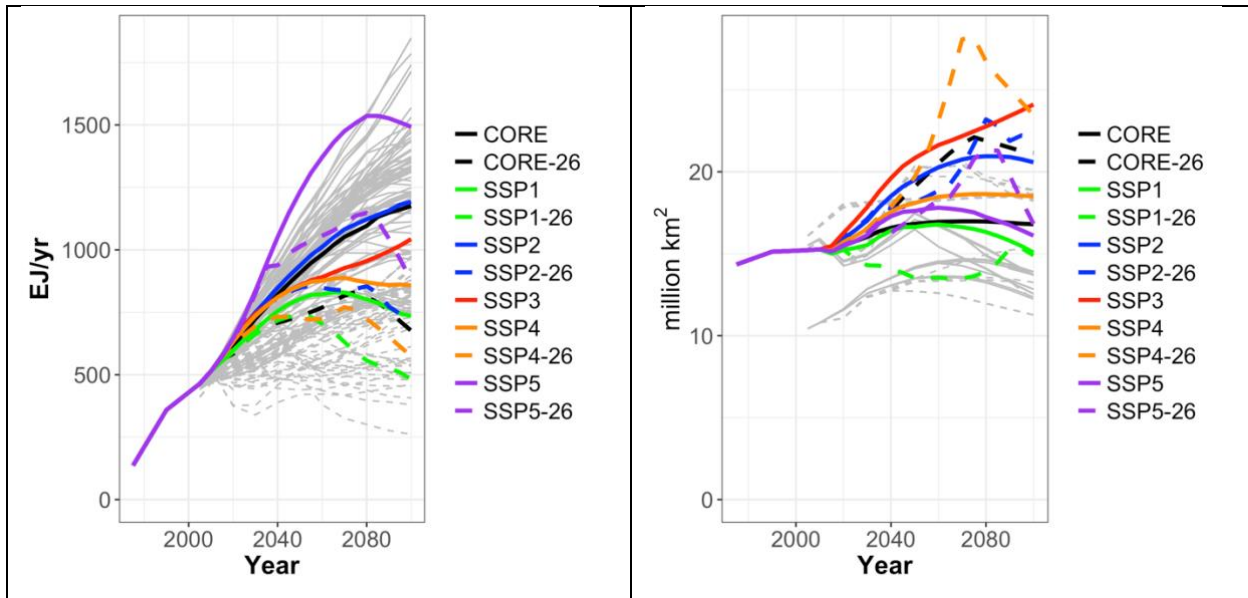 1500
1000
500
0
EJ/yr
2000 2040 2080
Year
CORE
CORE-26
SSP1
SSP1-26
SSP2
SSP2-26
SSP3
SSP4
SSP4-26
SSP5
SSP5-26
20
10
0
million km²
2000 2040 2080
Year
CORE
CORE-26
SSP1
SSP1-26
SSP2
SSP2-26
SSP3
SSP4
SSP4-26
SSP5
SSP5-26